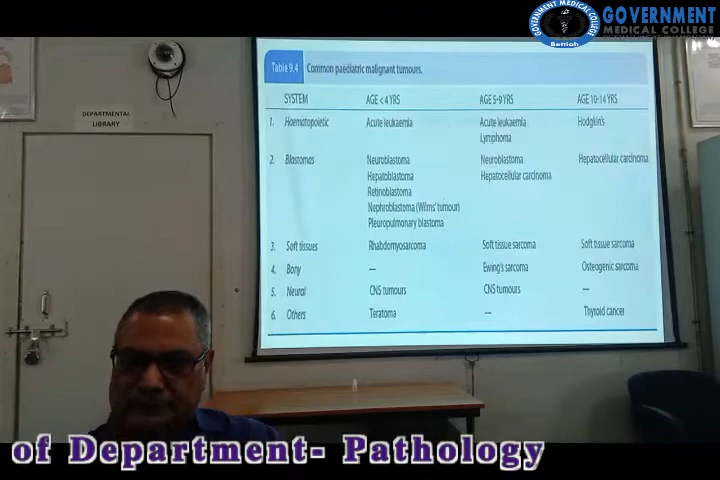 GOVERNMENT MEDICAL COLLEGE
Bettiah
GOVERNMENT
MEDICAL COLLEGE
DEPARTMENTAL
LIBRARY
Table 9.4 Common paediatric malignant tumours.
SYSTEM AGE < 4 YRS AGE 5-9 YRS AGE 10-14 YRS
1. Haematopoietic Acute leukaemia Acute leukaemia Hodgkin's
Lymphoma
2. Blastomas Neuroblastoma Neuroblastoma Hepatocellular carcinoma
Hepatoblastoma Hepatocellular carcinoma
Retinoblastoma
Nephroblastoma (Wilms' tumour)
Pleuropulmonary blastoma
3. Soft tissues Rhabdomyosarcoma Soft tissue sarcoma Soft tissue sarcoma
4. Bony — Ewing's sarcoma Osteogenic sarcoma
5. Neural CNS tumours CNS tumours —
6. Others Teratoma — Thyroid cancer
of Department- Pathology